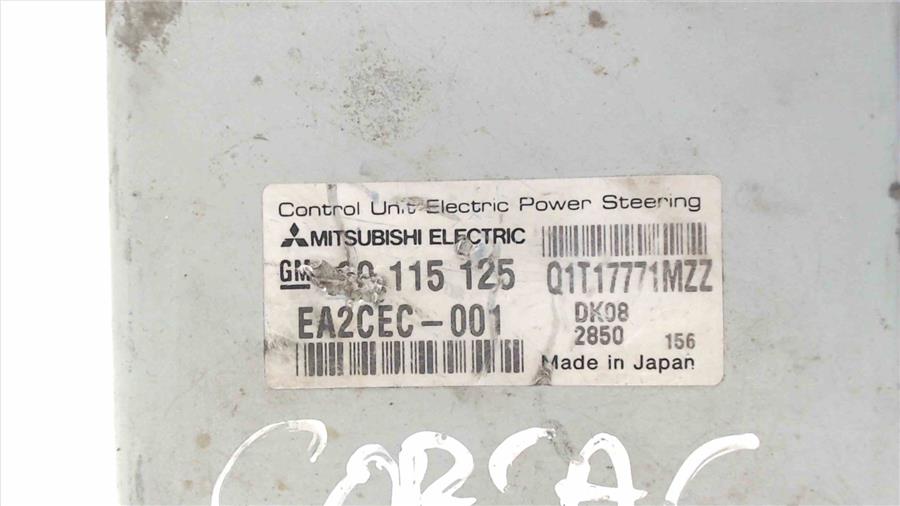 Control Unit Electric Power Steering
MITSUBISHI ELECTRIC
GM 115 125
EA2CEC-001
Q1T17771MZZ
DK08
2850 156
Made in Japan
CORSA C